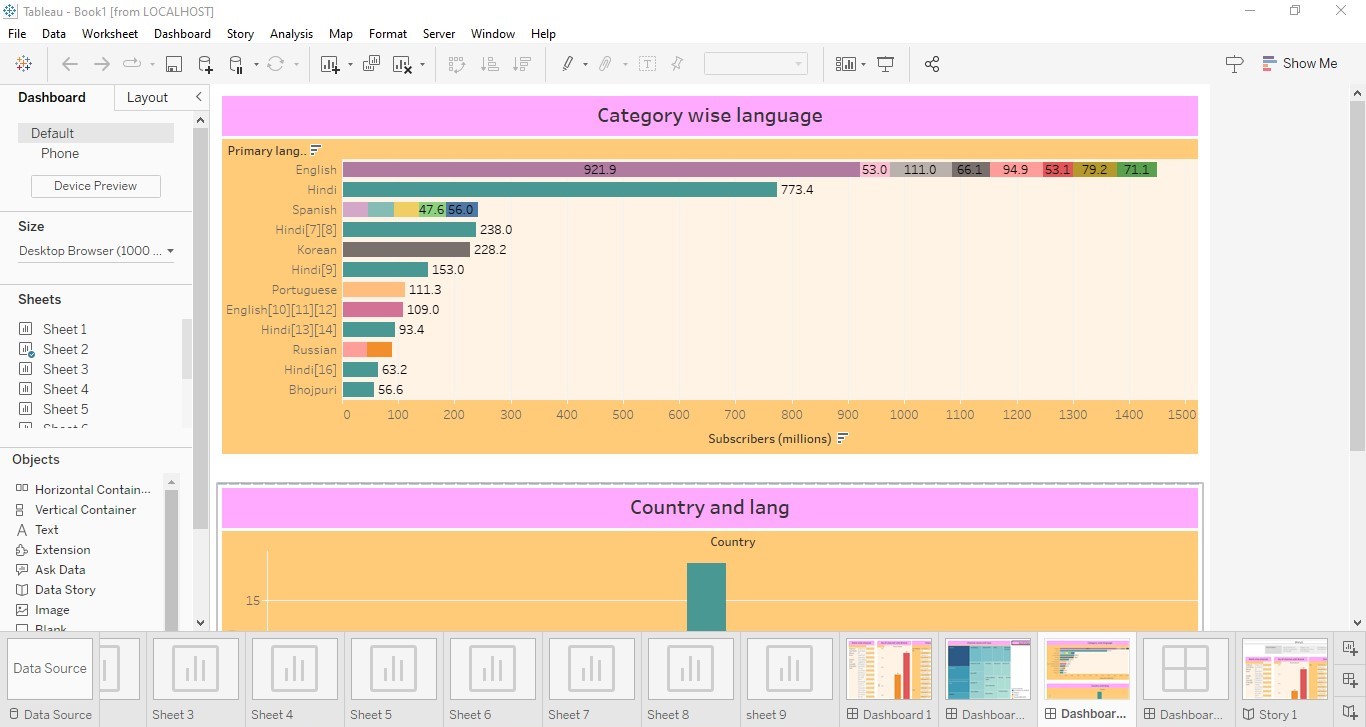 Tableau - Book1 [from LOCALHOST]
File Data Worksheet Dashboard Story Analysis Map Format Server Window Help
Show Me
Dashboard Layout
Default
Phone
Device Preview
Size
Desktop Browser (1000 ...
Sheets
Sheet 1
Sheet 2
Sheet 3
Sheet 4
Sheet 5
Objects
Horizontal Contain...
Vertical Container
Text
Extension
Ask Data
Data Story
Image
Blank
Category wise language
Primary lang..
English 921.9 53.0 111.0 66.1 94.9 53.1 79.2 71.1
Hindi 773.4
Spanish 47.6 56.0
Hindi[7][8] 238.0
Korean 228.2
Hindi[9] 153.0
Portuguese 111.3
English[10][11][12] 109.0
Hindi[13][14] 93.4
Russian
Hindi[16] 63.2
Bhojpuri 56.6
0 100 200 300 400 500 600 700 800 900 1000 1100 1200 1300 1400 1500
Subscribers (millions)
Country and lang
Country
15
Data Source
Data Source Sheet 3 Sheet 4 Sheet 5 Sheet 6 Sheet 7 Sheet 8 sheet 9 Dashboard 1 Dashboar... Dashboar... Dashboar... Story 1